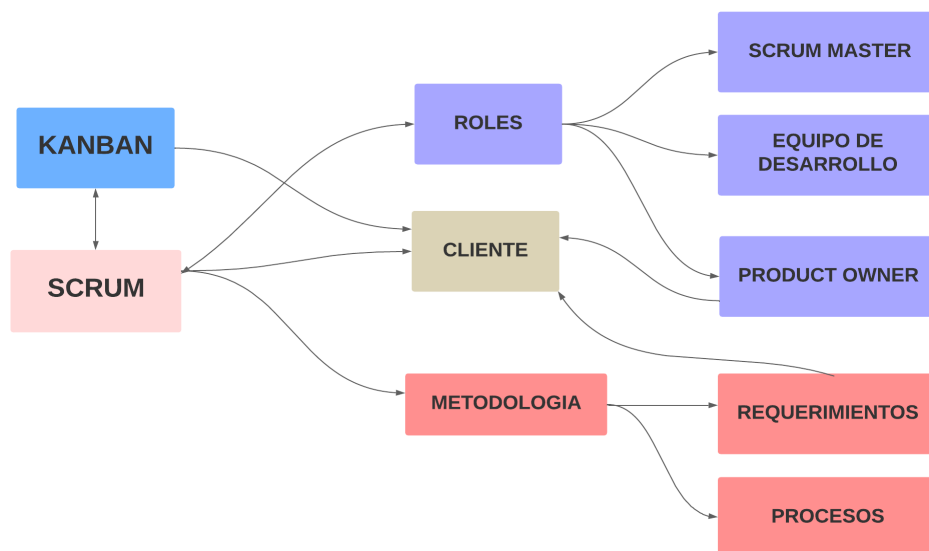 KANBAN
SCRUM
ROLES
CLIENTE
METODOLOGIA
SCRUM MASTER
EQUIPO DE
DESARROLLO
PRODUCT OWNER
REQUERIMIENTOS
PROCESOS